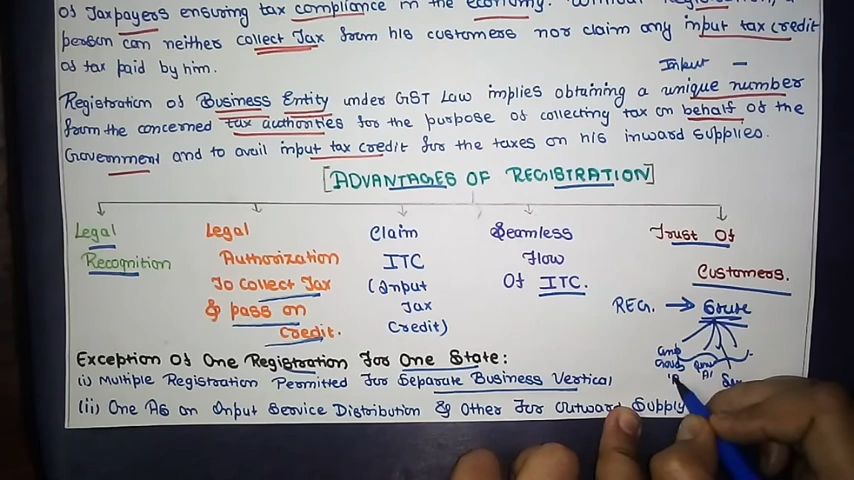 of Taxpayers ensuring tax compliance in the economy. Without
person can neither collect Tax from his customers nor claim any input tax credit
of tax paid by him.
Input -
Registration of Business Entity under GST Law implies obtaining a unique number
from the concerned tax authorities for the purpose of collecting tax on behalf of the
Government and to avail input tax credit for the taxes on his inward supplies.
[ADVANTAGES OF REGISTRATION]
Legal
Recognition
Legal
Authorization
To Collect Tax
& pass on
credit.
Claim
ITC
(Input
Tax
Credit)
Seamless
Flow
Of ITC.
Trust Of
Customers.
REG. →
Exception Of One Registration For One State:
(i) Multiple Registration Permitted For Separate Business Vertical
(ii) One As an Input Service Distribution & Other For Outward Supply